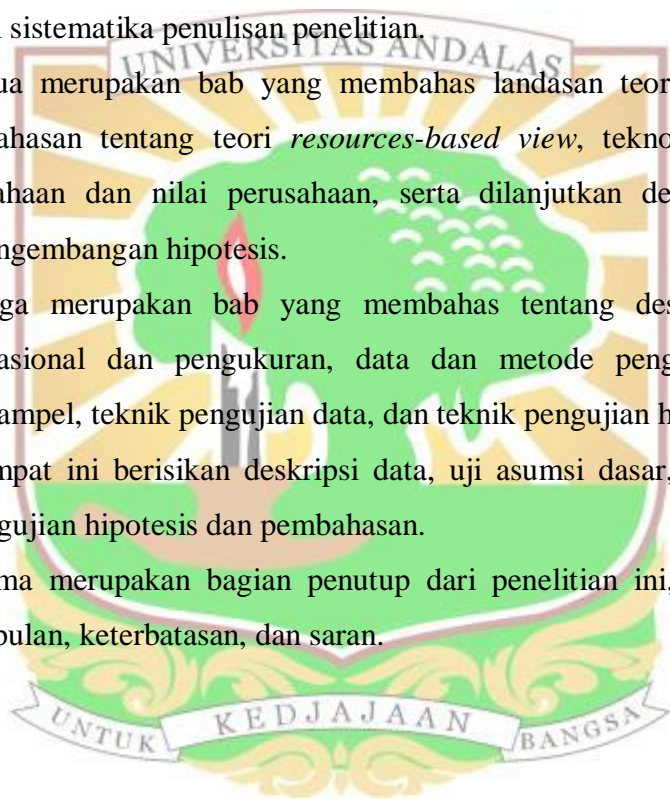 sistematika penulisan penelitian.
UNIVERSITAS ANDALAS
ua merupakan bab yang membahas landasan teor
ahasan tentang teori resources-based view, tekno
ahaan dan nilai perusahaan, serta dilanjutkan de
ngembangan hipotesis.
ga merupakan bab yang membahas tentang des
asional dan pengukuran, data dan metode peng
ampel, teknik pengujian data, dan teknik pengujian h
mpat ini berisikan deskripsi data, uji asumsi dasar,
gujian hipotesis dan pembahasan.
ma merupakan bagian penutup dari penelitian ini,
pulan, keterbatasan, dan saran.
UNTUK KEDJAJAAN BANGSA